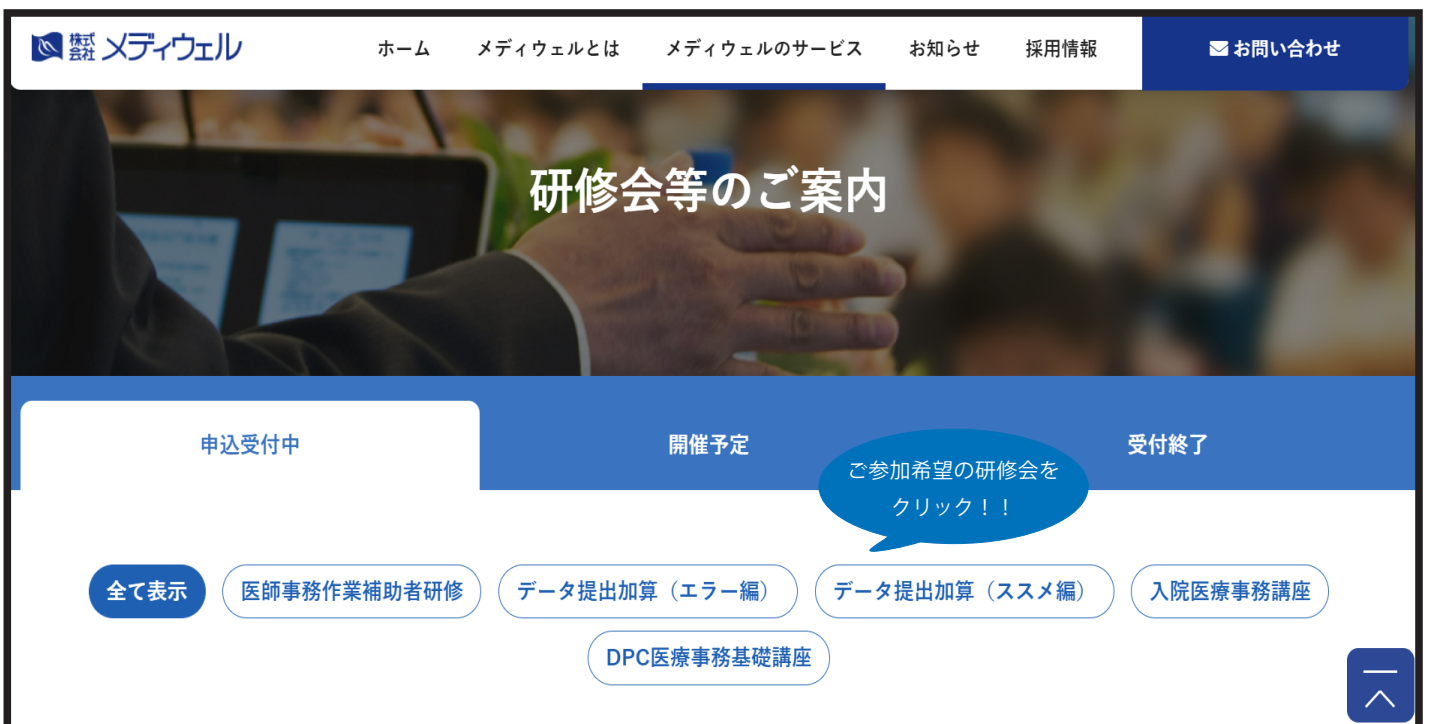 株式会社 メディウェル
ホーム
メディウェルとは
メディウェルのサービス
お知らせ
採用情報
お問い合わせ
研修会等のご案内
申込受付中
開催予定
受付終了
ご参加希望の研修会を
クリック！！
全て表示
医師事務作業補助者研修
データ提出加算（エラー編）
データ提出加算（ススメ編）
入院医療事務講座
DPC医療事務基礎講座